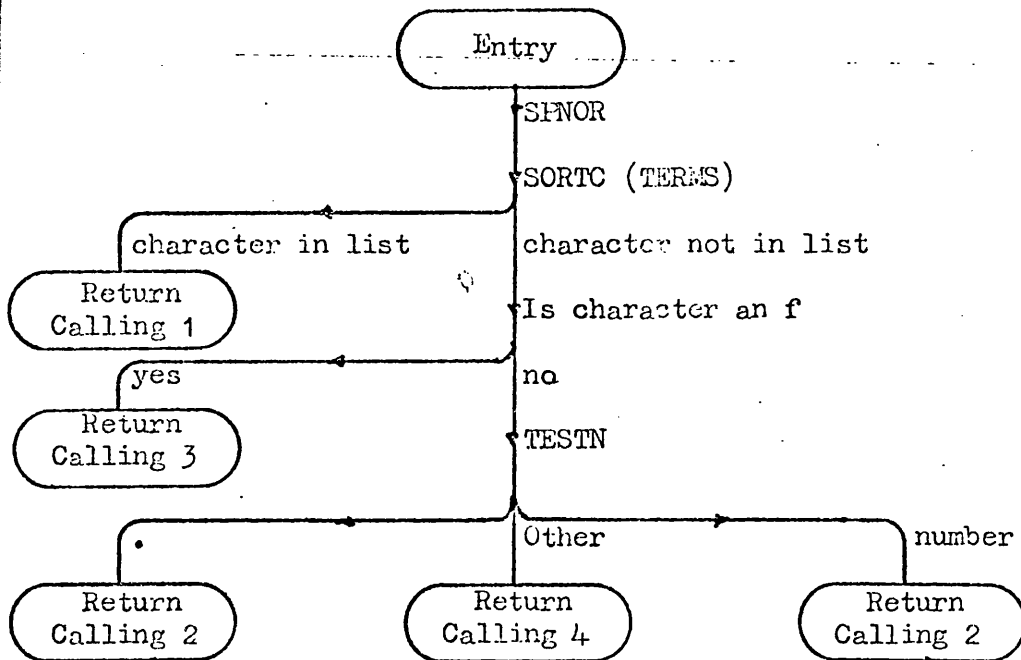 Entry
SPNOR
SORTC (TERMS)
character in list
character not in list
Return
Calling 1
Is character an f
yes
no
Return
Calling 3
TESTN
.
Other
number
Return
Calling 2
Return
Calling 4
Return
Calling 2